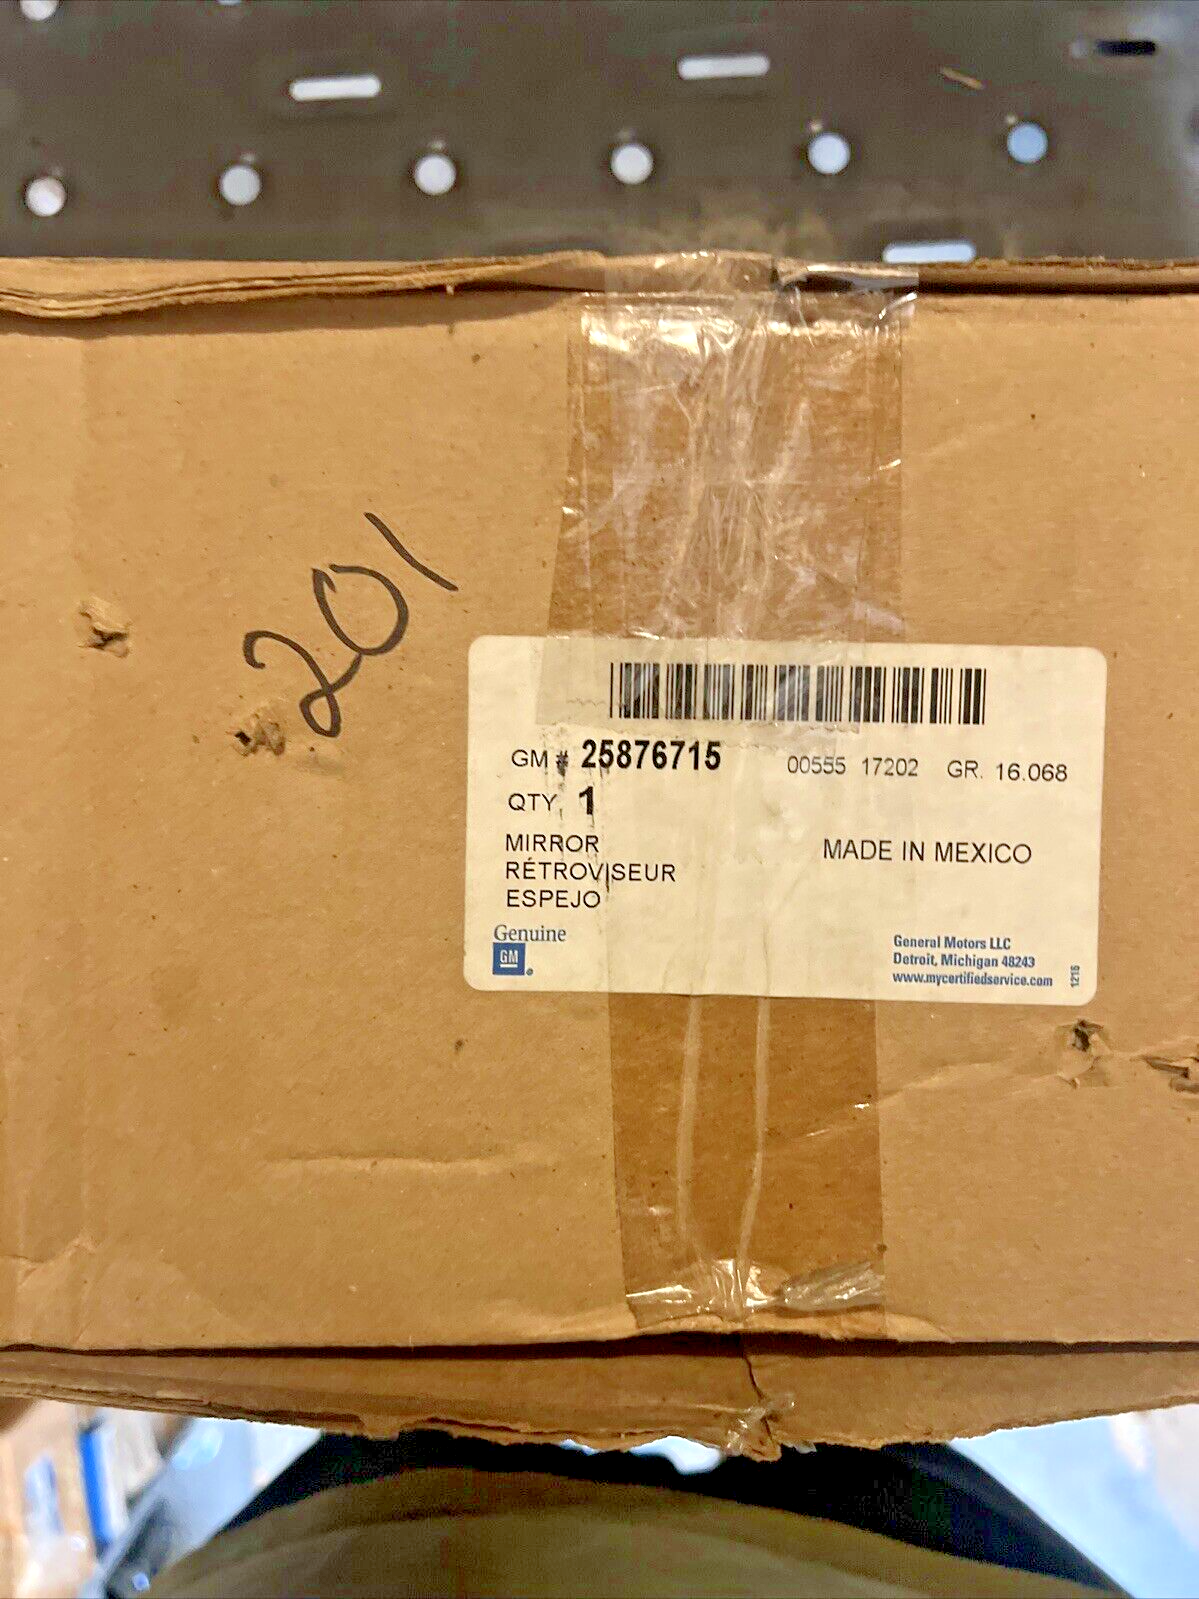 201
GM # 25876715 00555 17202 GR. 16.068
QTY 1
MIRROR
RÉTROVISEUR
ESPEJO
MADE IN MEXICO
Genuine
GM
General Motors LLC
Detroit, Michigan 48243
www.mycertifiedservice.com
1216